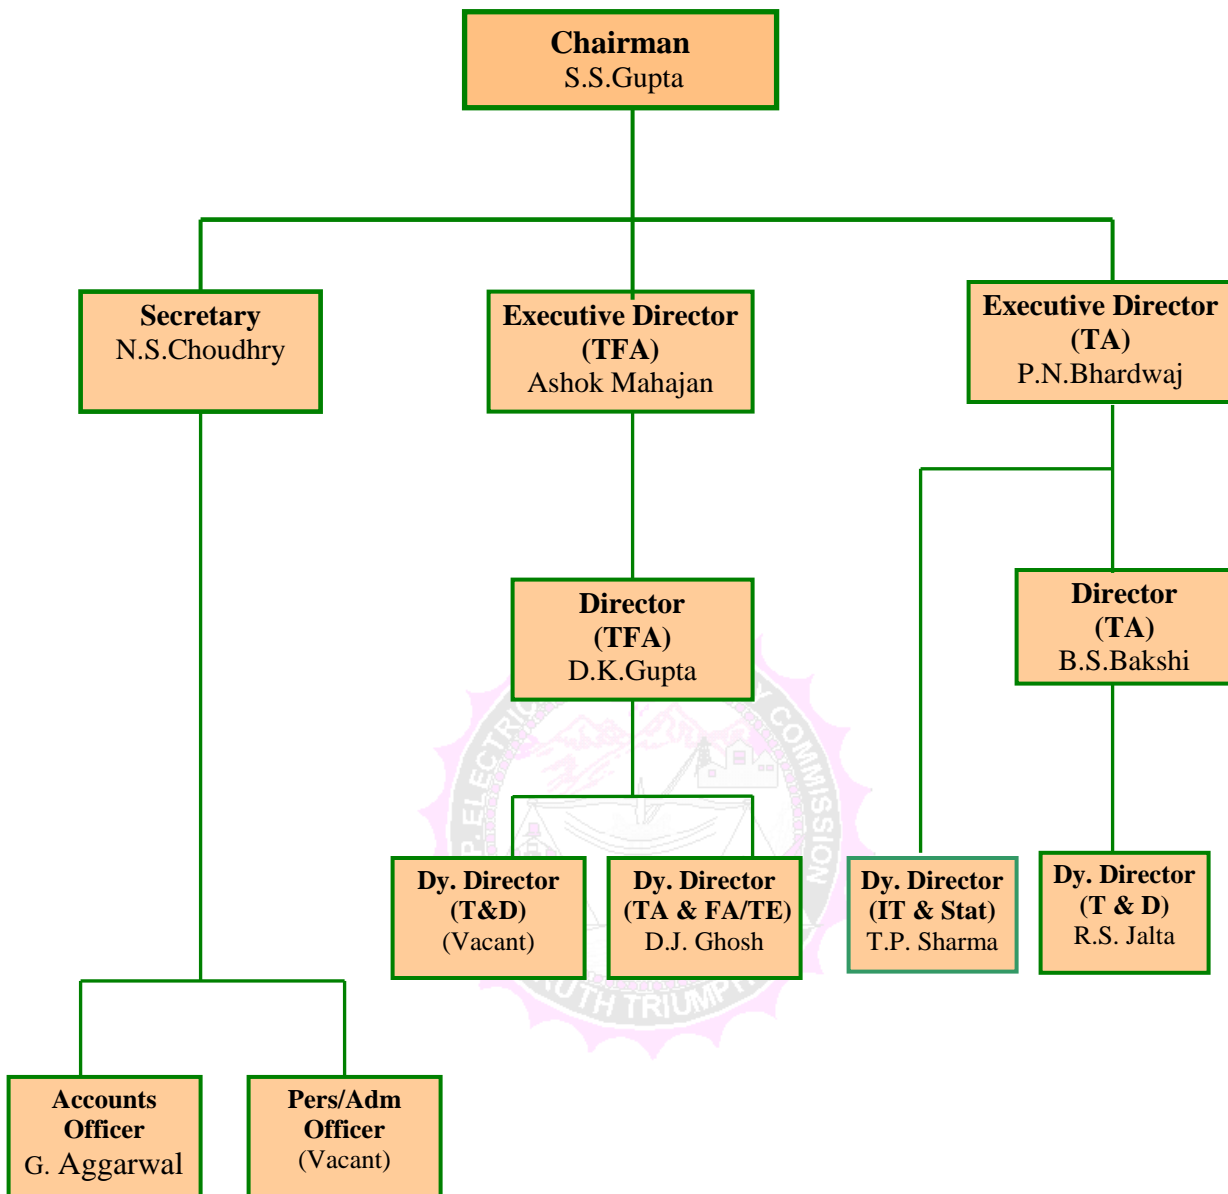 Chairman
S.S.Gupta
Secretary
N.S.Choudhry
Executive Director
(TFA)
Ashok Mahajan
Executive Director
(TA)
P.N.Bhardwaj
Director
(TFA)
D.K.Gupta
Director
(TA)
B.S.Bakshi
Dy. Director
(T&D)
(Vacant)
Dy. Director
(TA & FA/TE)
D.J. Ghosh
Dy. Director
(IT & Stat)
T.P. Sharma
Dy. Director
(T & D)
R.S. Jalta
Accounts
Officer
G. Aggarwal
Pers/Adm
Officer
(Vacant)
COMMISSION